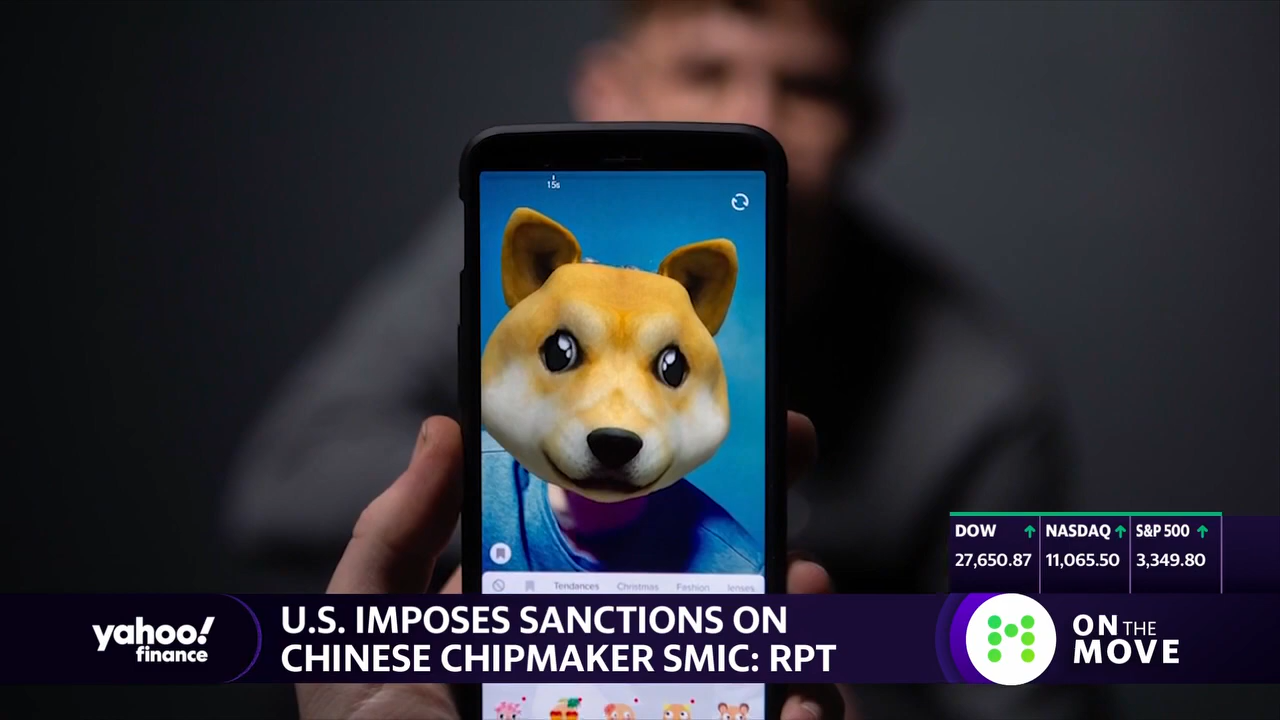 15s
Tendances Christmas Fashion lenses
DOW NASDAQ S&P 500
27,650.87 11,065.50 3,349.80
yahoo!
finance
U.S. IMPOSES SANCTIONS ON
CHINESE CHIPMAKER SMIC: RPT
ON THE
MOVE